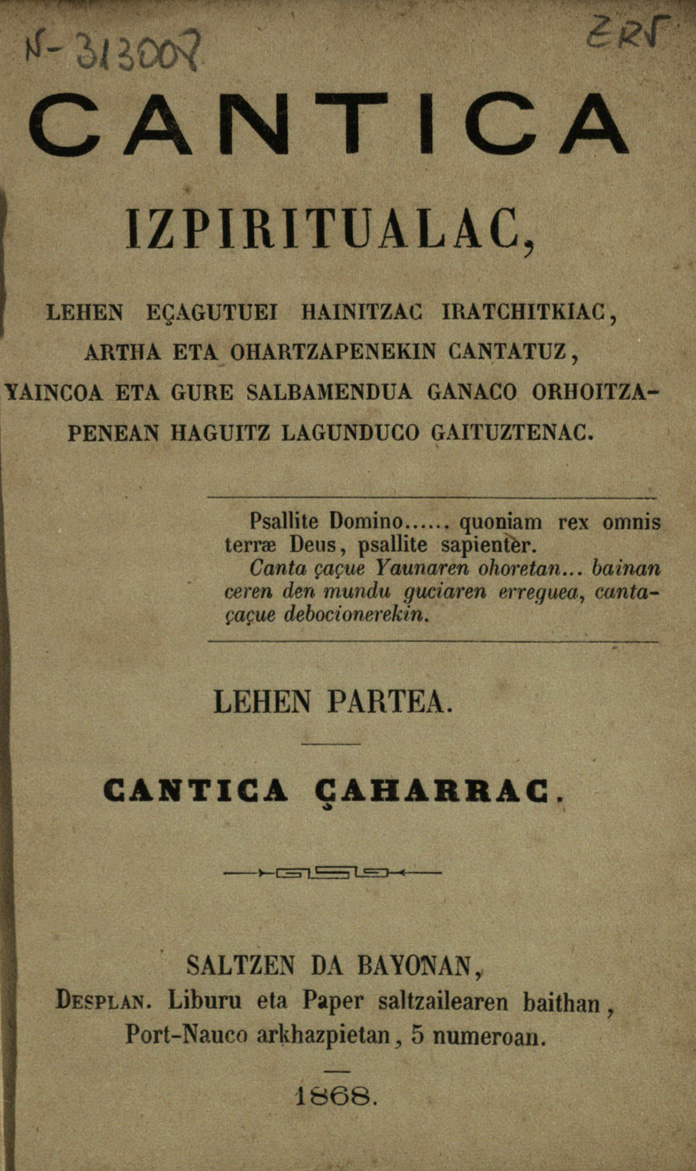 N-313007
ERS
CANTICA
IZPIRITUALAC,
LEHEN EÇAGUTUEI HAINITZAC IRATCHITKIAC,
ARTHA ETA OHARTZAPENEKIN CANTATUZ,
YAINCOA ETA GURE SALBAMENDUA GANACO ORHOITZA-
PENEAN HAGUITZ LAGUNDUCO GAITUZTENAC.
Psallite Domino...... quoniam rex omnis
terræ Deus, psallite sapienter.
Canta çaçue Yaunaren ohoretan... bainan
ceren den mundu guciaren erreguea, canta-
çaçue debocionerekin.
LEHEN PARTEA.
CANTICA ÇAHARRAC.
SALTZEN DA BAYONAN,
DESPLAN. Liburu eta Paper saltzailearen baithan,
Port-Nauco arkhazpietan, 5 numeroan.
1868.